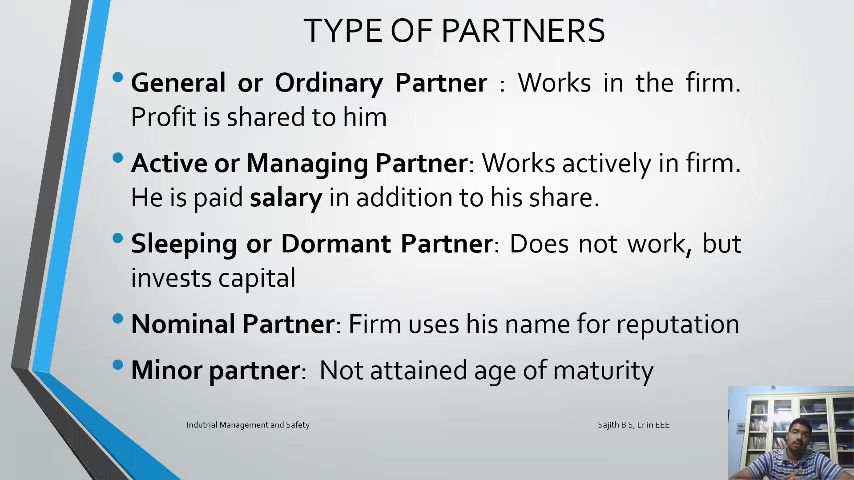 TYPE OF PARTNERS
• General or Ordinary Partner : Works in the firm.
Profit is shared to him
• Active or Managing Partner: Works actively in firm.
He is paid salary in addition to his share.
• Sleeping or Dormant Partner: Does not work, but
invests capital
• Nominal Partner: Firm uses his name for reputation
• Minor partner: Not attained age of maturity
Indutrial Management and Safety
Sajith B S, Lr in EEE